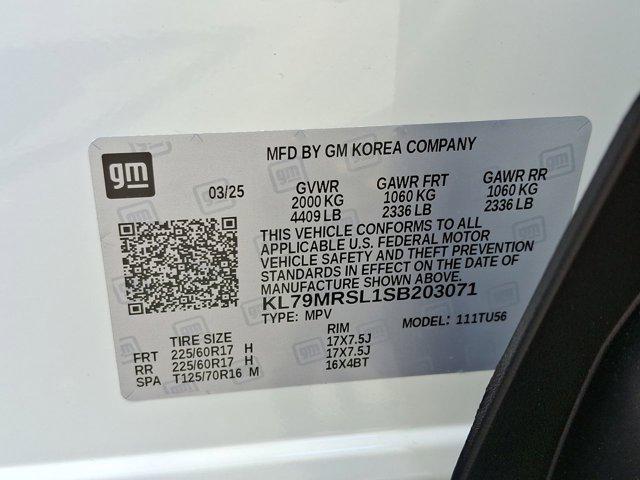 gm
MFD BY GM KOREA COMPANY
03/25
GVWR GAWR FRT GAWR RR
2000 KG 1060 KG 1060 KG
4409 LB 2336 LB 2336 LB
THIS VEHICLE CONFORMS TO ALL
APPLICABLE U.S. FEDERAL MOTOR
VEHICLE SAFETY AND THEFT PREVENTION
STANDARDS IN EFFECT ON THE DATE OF
MANUFACTURE SHOWN ABOVE.
KL79MRSL1SB203071
TYPE: MPV MODEL: 111TU56
TIRE SIZE RIM
FRT 225/60R17 H 17X7.5J
RR 225/60R17 H 17X7.5J
SPA T125/70R16 M 16X4BT